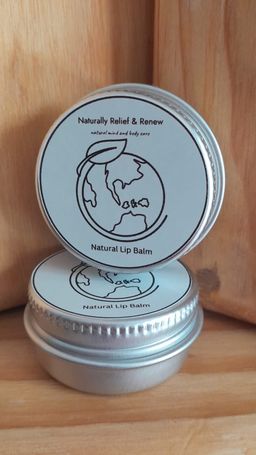 Naturally Relief & Renew
natural mind and body care
Natural Lip Balm
Natural Lip Balm